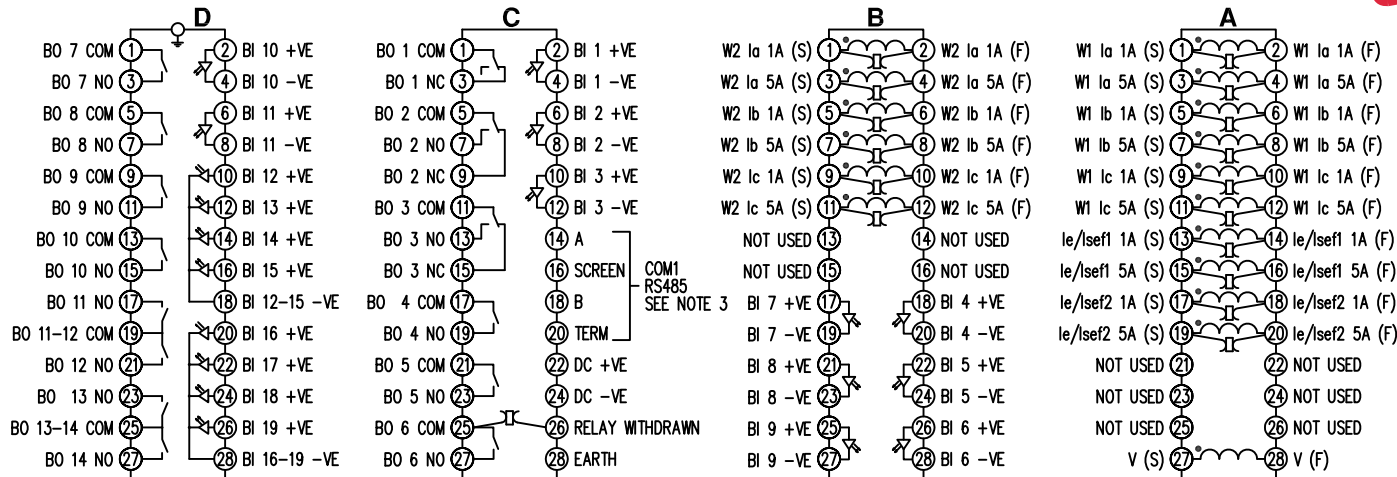 D
BO 7 COM 1 2 BI 10 +VE
BO 7 NO 3 4 BI 10 -VE
BO 8 COM 5 6 BI 11 +VE
BO 8 NO 7 8 BI 11 -VE
BO 9 COM 9 10 BI 12 +VE
BO 9 NO 11 12 BI 13 +VE
BO 10 COM 13 14 BI 14 +VE
BO 10 NO 15 16 BI 15 +VE
BO 11 NO 17 18 BI 12-15 -VE
BO 11-12 COM 19 20 BI 16 +VE
BO 12 NO 21 22 BI 17 +VE
BO 13 NO 23 24 BI 18 +VE
BO 13-14 COM 25 26 BI 19 +VE
BO 14 NO 27 28 BI 16-19 -VE
C
BO 1 COM 1 2 BI 1 +VE
BO 1 NC 3 4 BI 1 -VE
BO 2 COM 5 6 BI 2 +VE
BO 2 NO 7 8 BI 2 -VE
BO 2 NC 9 10 BI 3 +VE
BO 3 COM 11 12 BI 3 -VE
BO 3 NO 13 14 A
BO 3 NC 15 16 SCREEN
BO 4 COM 17 18 B
BO 4 NO 19 20 TERM
COM1
RS485
SEE NOTE 3
BO 5 COM 21 22 DC +VE
BO 5 NO 23 24 DC -VE
BO 6 COM 25 26 RELAY WITHDRAWN
BO 6 NO 27 28 EARTH
B
W2 Ia 1A (S) 1 2 W2 Ia 1A (F)
W2 Ia 5A (S) 3 4 W2 Ia 5A (F)
W2 Ib 1A (S) 5 6 W2 Ib 1A (F)
W2 Ib 5A (S) 7 8 W2 Ib 5A (F)
W2 Ic 1A (S) 9 10 W2 Ic 1A (F)
W2 Ic 5A (S) 11 12 W2 Ic 5A (F)
NOT USED 13 14 NOT USED
NOT USED 15 16 NOT USED
BI 7 +VE 17 18 BI 4 +VE
BI 7 -VE 19 20 BI 4 -VE
BI 8 +VE 21 22 BI 5 +VE
BI 8 -VE 23 24 BI 5 -VE
BI 9 +VE 25 26 BI 6 +VE
BI 9 -VE 27 28 BI 6 -VE
A
W1 Ia 1A (S) 1 2 W1 Ia 1A (F)
W1 Ia 5A (S) 3 4 W1 Ia 5A (F)
W1 Ib 1A (S) 5 6 W1 Ib 1A (F)
W1 Ib 5A (S) 7 8 W1 Ib 5A (F)
W1 Ic 1A (S) 9 10 W1 Ic 1A (F)
W1 Ic 5A (S) 11 12 W1 Ic 5A (F)
Ie/Isef1 1A (S) 13 14 Ie/Isef1 1A (F)
Ie/Isef1 5A (S) 15 16 Ie/Isef1 5A (F)
Ie/Isef2 1A (S) 17 18 Ie/Isef2 1A (F)
Ie/Isef2 5A (S) 19 20 Ie/Isef2 5A (F)
NOT USED 21 22 NOT USED
NOT USED 23 24 NOT USED
NOT USED 25 26 NOT USED
V (S) 27 28 V (F)